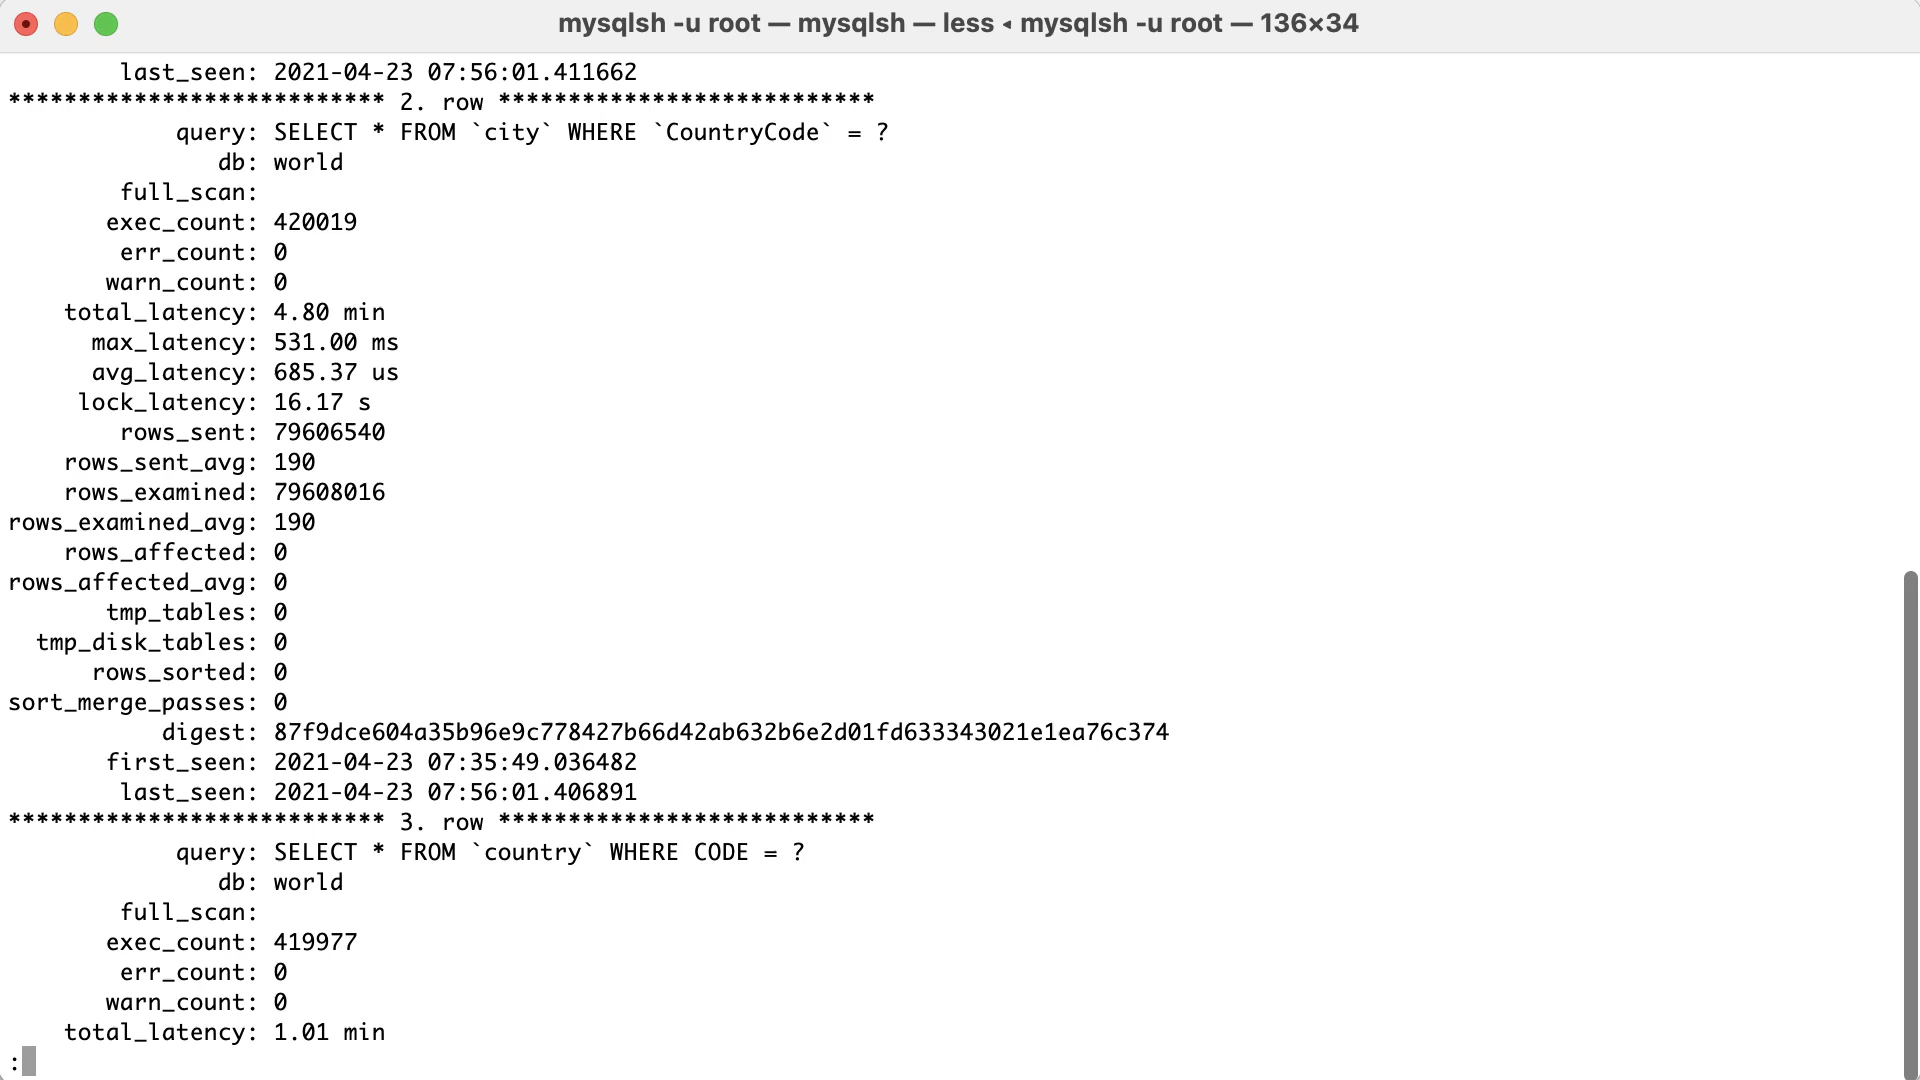 mysqlsh -u root — mysqlsh — less ◂ mysqlsh -u root — 136×34
last_seen: 2021-04-23 07:56:01.411662
*************************** 2. row ***************************
query: SELECT * FROM `city` WHERE `CountryCode` = ?
db: world
full_scan:
exec_count: 420019
err_count: 0
warn_count: 0
total_latency: 4.80 min
max_latency: 531.00 ms
avg_latency: 685.37 us
lock_latency: 16.17 s
rows_sent: 79606540
rows_sent_avg: 190
rows_examined: 79608016
rows_examined_avg: 190
rows_affected: 0
rows_affected_avg: 0
tmp_tables: 0
tmp_disk_tables: 0
rows_sorted: 0
sort_merge_passes: 0
digest: 87f9dce604a35b96e9c778427b66d42ab632b6e2d01fd633343021e1ea76c374
first_seen: 2021-04-23 07:35:49.036482
last_seen: 2021-04-23 07:56:01.406891
*************************** 3. row ***************************
query: SELECT * FROM `country` WHERE CODE = ?
db: world
full_scan:
exec_count: 419977
err_count: 0
warn_count: 0
total_latency: 1.01 min
: